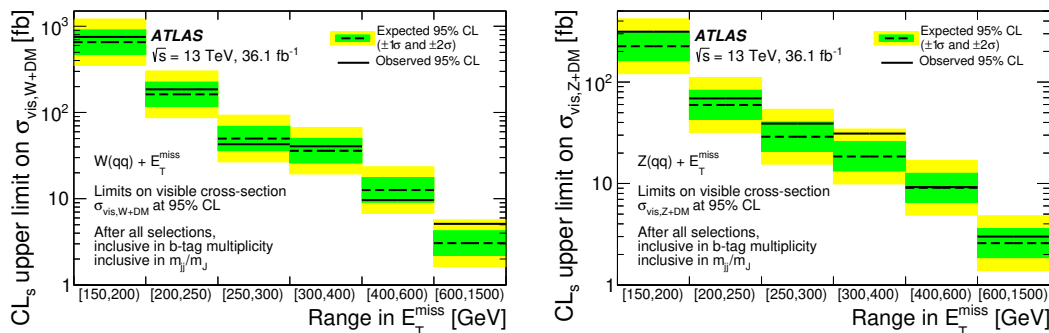 CLs upper limit on σvis,W+DM [fb]
10³
10²
10
1
ATLAS
√s = 13 TeV, 36.1 fb⁻¹
Expected 95% CL
(±1σ and ±2σ)
Observed 95% CL
W(qq) + E_T^miss
Limits on visible cross-section
σvis,W+DM at 95% CL
After all selections,
inclusive in b-tag multiplicity
inclusive in m_jj/m_J
[150,200) [200,250) [250,300) [300,400) [400,600) [600,1500)
Range in E_T^miss [GeV]
CLs upper limit on σvis,Z+DM [fb]
10²
10
1
ATLAS
√s = 13 TeV, 36.1 fb⁻¹
Expected 95% CL
(±1σ and ±2σ)
Observed 95% CL
Z(qq) + E_T^miss
Limits on visible cross-section
σvis,Z+DM at 95% CL
After all selections,
inclusive in b-tag multiplicity
inclusive in m_jj/m_J
[150,200) [200,250) [250,300) [300,400) [400,600) [600,1500)
Range in E_T^miss [GeV]